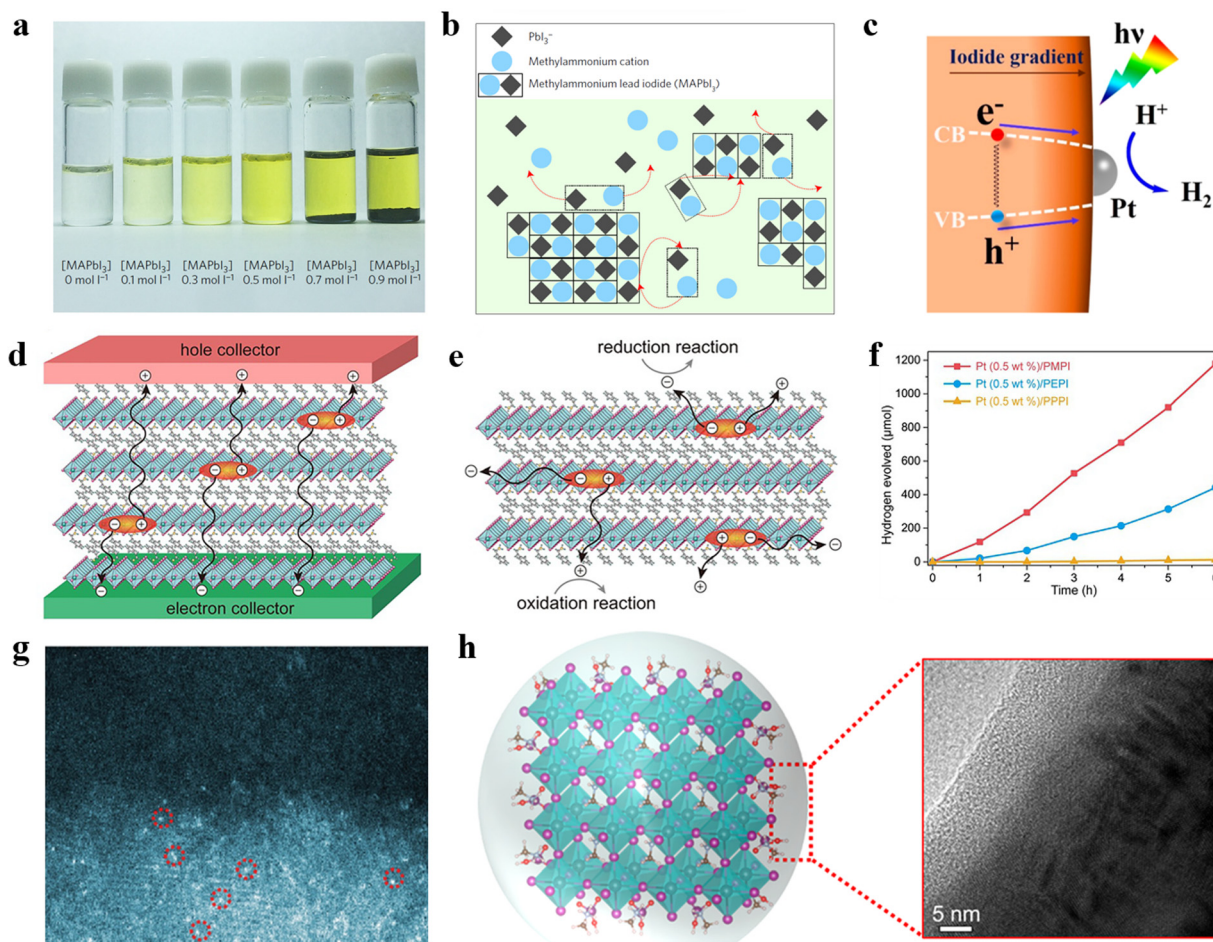 a
[MAPbI3]
0 mol l–1
[MAPbI3]
0.1 mol l–1
[MAPbI3]
0.3 mol l–1
[MAPbI3]
0.5 mol l–1
[MAPbI3]
0.7 mol l–1
[MAPbI3]
0.9 mol l–1
b
PbI3–
Methylammonium cation
Methylammonium lead iodide (MAPbI3)
c
hν
Iodide gradient
e-
H+
CB
H2
VB
Pt
h+
d
hole collector
electron collector
e
reduction reaction
oxidation reaction
f
Hydrogen evolved (μmol)
1200
1000
800
600
400
200
0
Pt (0.5 wt %)/PMPI
Pt (0.5 wt %)/PEPI
Pt (0.5 wt %)/PPPI
0 1 2 3 4 5
Time (h)
g
h
5 nm